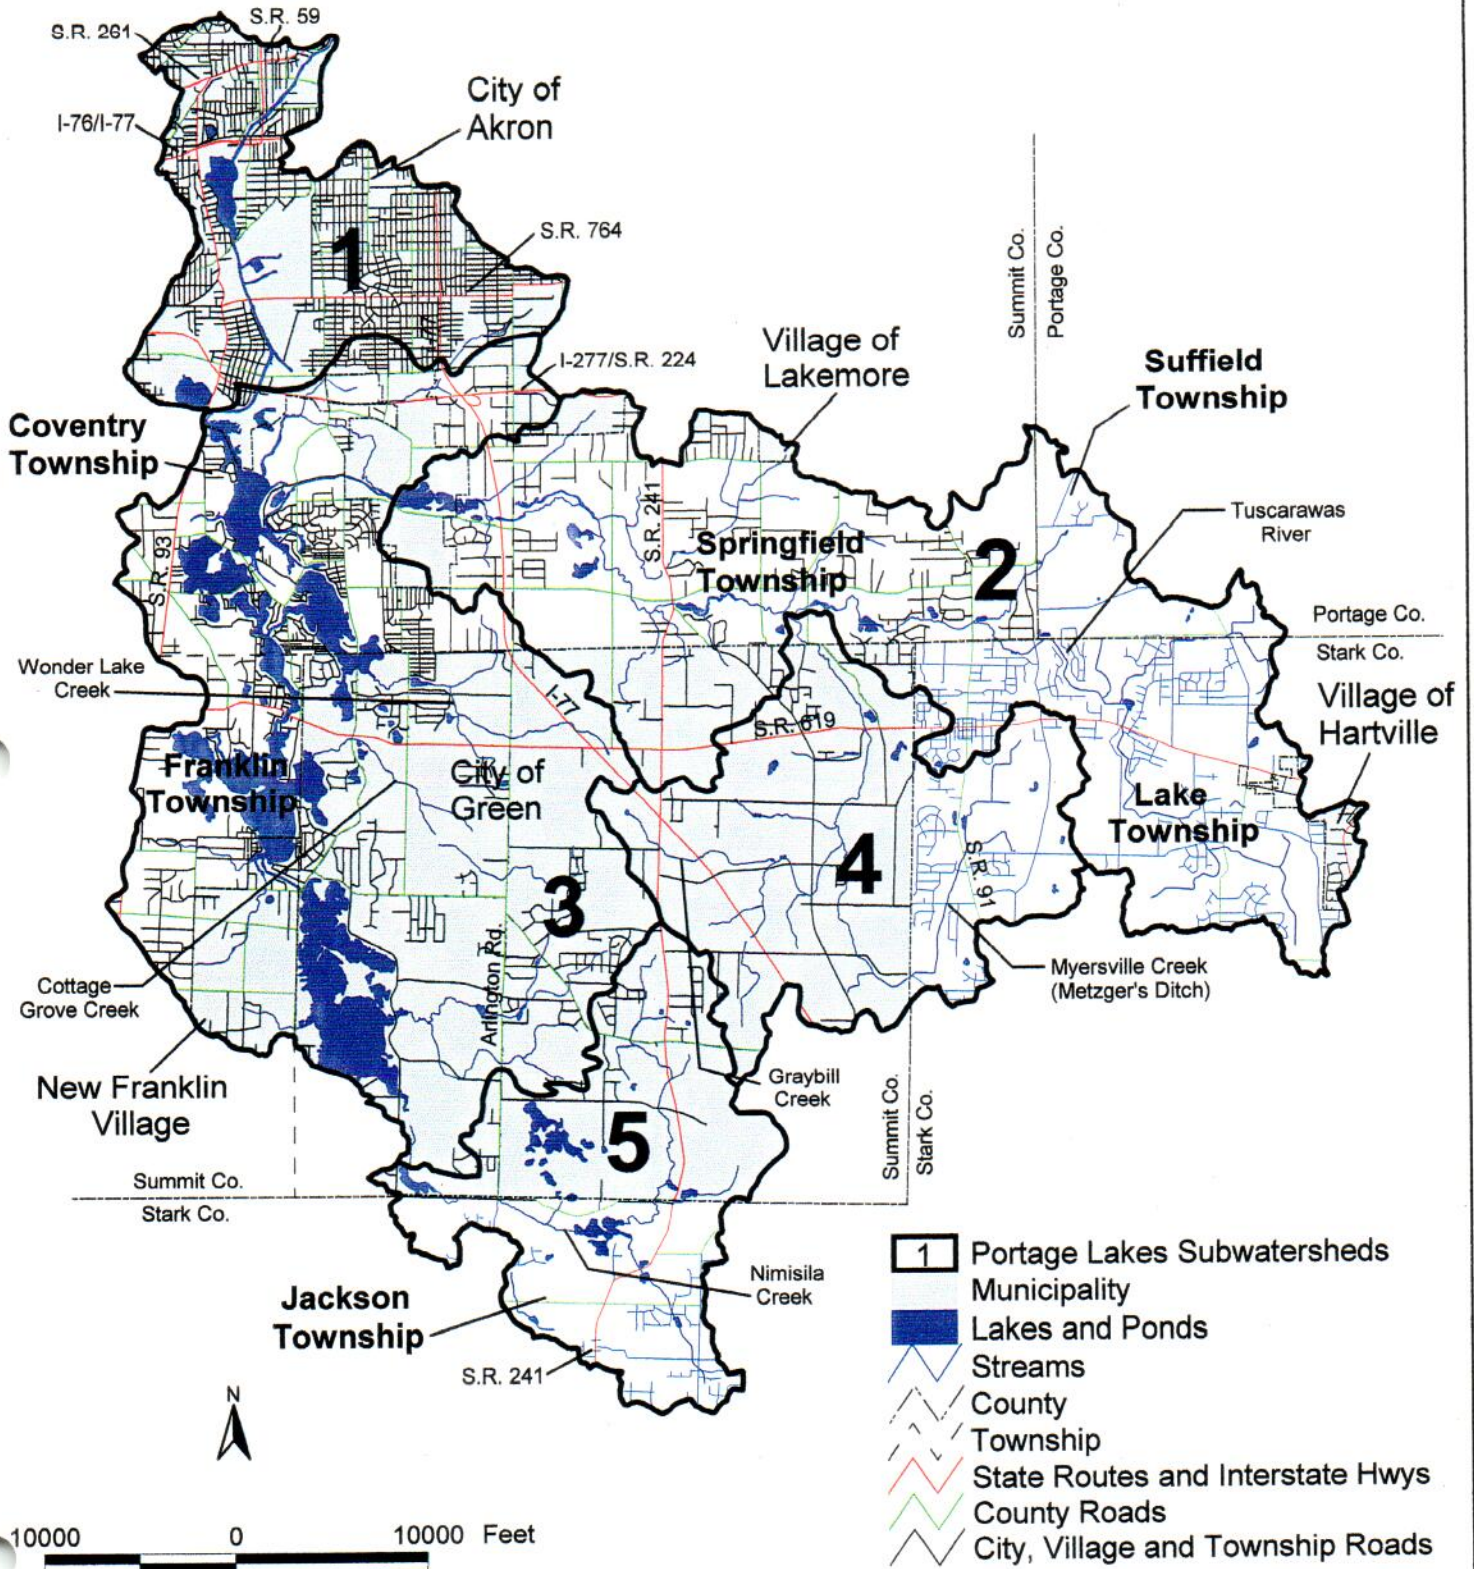 S.R. 59
S.R. 261
City of
Akron
I-76/I-77
S.R. 764
1
Summit Co.
Portage Co.
Village of
Lakemore
I-277/S.R. 224
Suffield
Township
Coventry
Township
Tuscarawas
River
S.R. 241
S.R. 93
Springfield
Township
2
Portage Co.
Stark Co.
Wonder Lake
Creek
I-777
S.R. 619
Village of
Hartville
Franklin
Township
City of
Green
Lake
Township
4
S.R. 91
3
Arlington Rd.
Cottage
Grove Creek
Myersville Creek
(Metzger's Ditch)
New Franklin
Village
Graybill
Creek
Summit Co.
Stark Co.
5
Summit Co.
Stark Co.
Nimisila
Creek
Jackson
Township
S.R. 241
1 Portage Lakes Subwatersheds
Municipality
Lakes and Ponds
Streams
County
Township
State Routes and Interstate Hwys
County Roads
City, Village and Township Roads
N
10000 0 10000 Feet